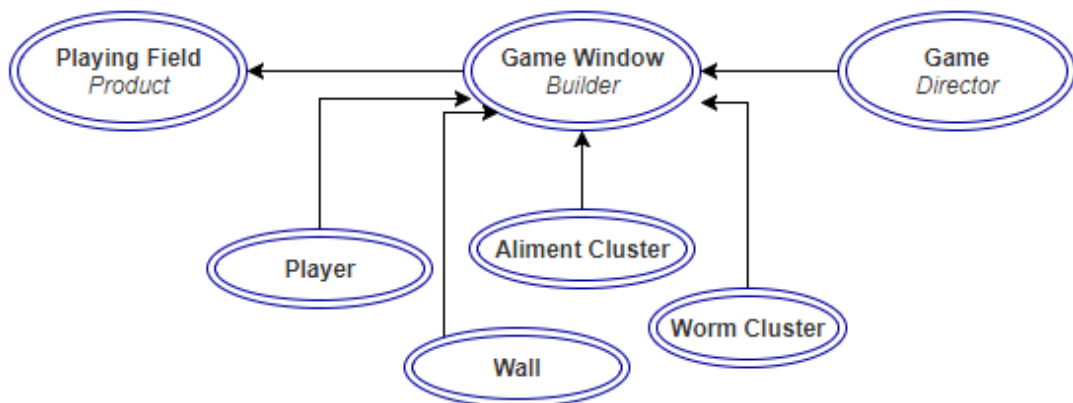 Playing Field
Product
Game Window
Builder
Game
Director
Player
Aliment Cluster
Worm Cluster
Wall